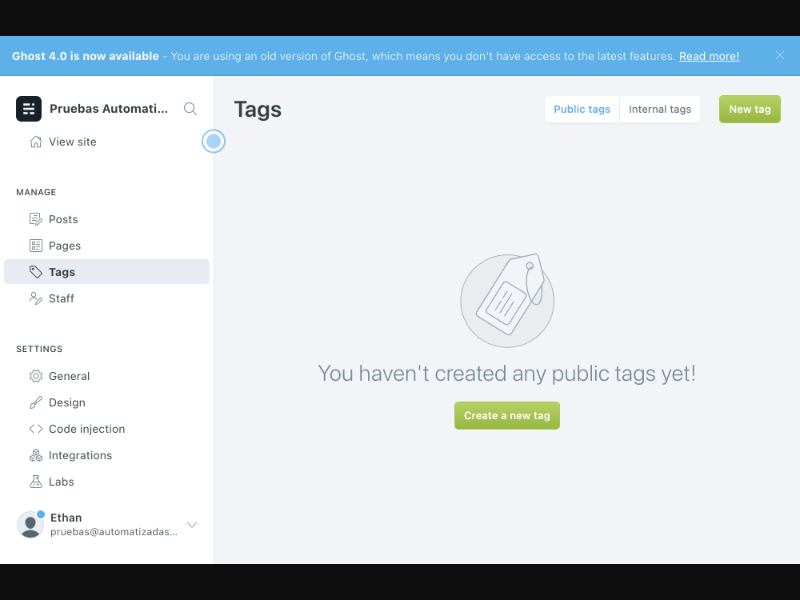 Ghost 4.0 is now available - You are using an old version of Ghost, which means you don't have access to the latest features. Read more!
Pruebas Automati...
View site
MANAGE
Posts
Pages
Tags
Staff
SETTINGS
General
Design
Code injection
Integrations
Labs
Ethan
pruebas@automatizadas...
Tags
Public tags
Internal tags
New tag
You haven't created any public tags yet!
Create a new tag